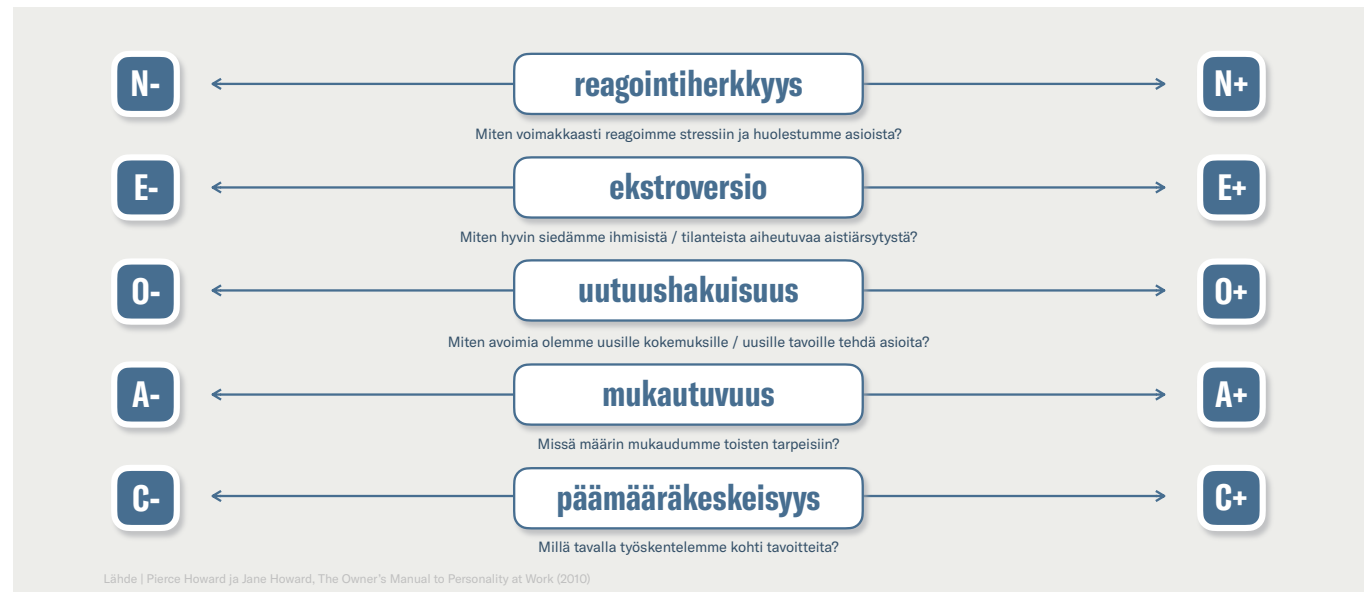 N- reagointiherkkyys N+
Miten voimakkaasti reagoimme stressiin ja huolestumme asioista?
E- ekstroversio E+
Miten hyvin siedämme ihmisistä / tilanteista aiheutuvaa aistiärsytystä?
O- uutuushakuisuus O+
Miten avoimia olemme uusille kokemuksille / uusille tavoille tehdä asioita?
A- mukautuvuus A+
Missä määrin mukaudumme toisten tarpeisiin?
C- päämääräkeskeisyys C+
Millä tavalla työskentelemme kohti tavoitteita?
Lähde | Pierce Howard ja Jane Howard, The Owner's Manual to Personality at Work (2010)